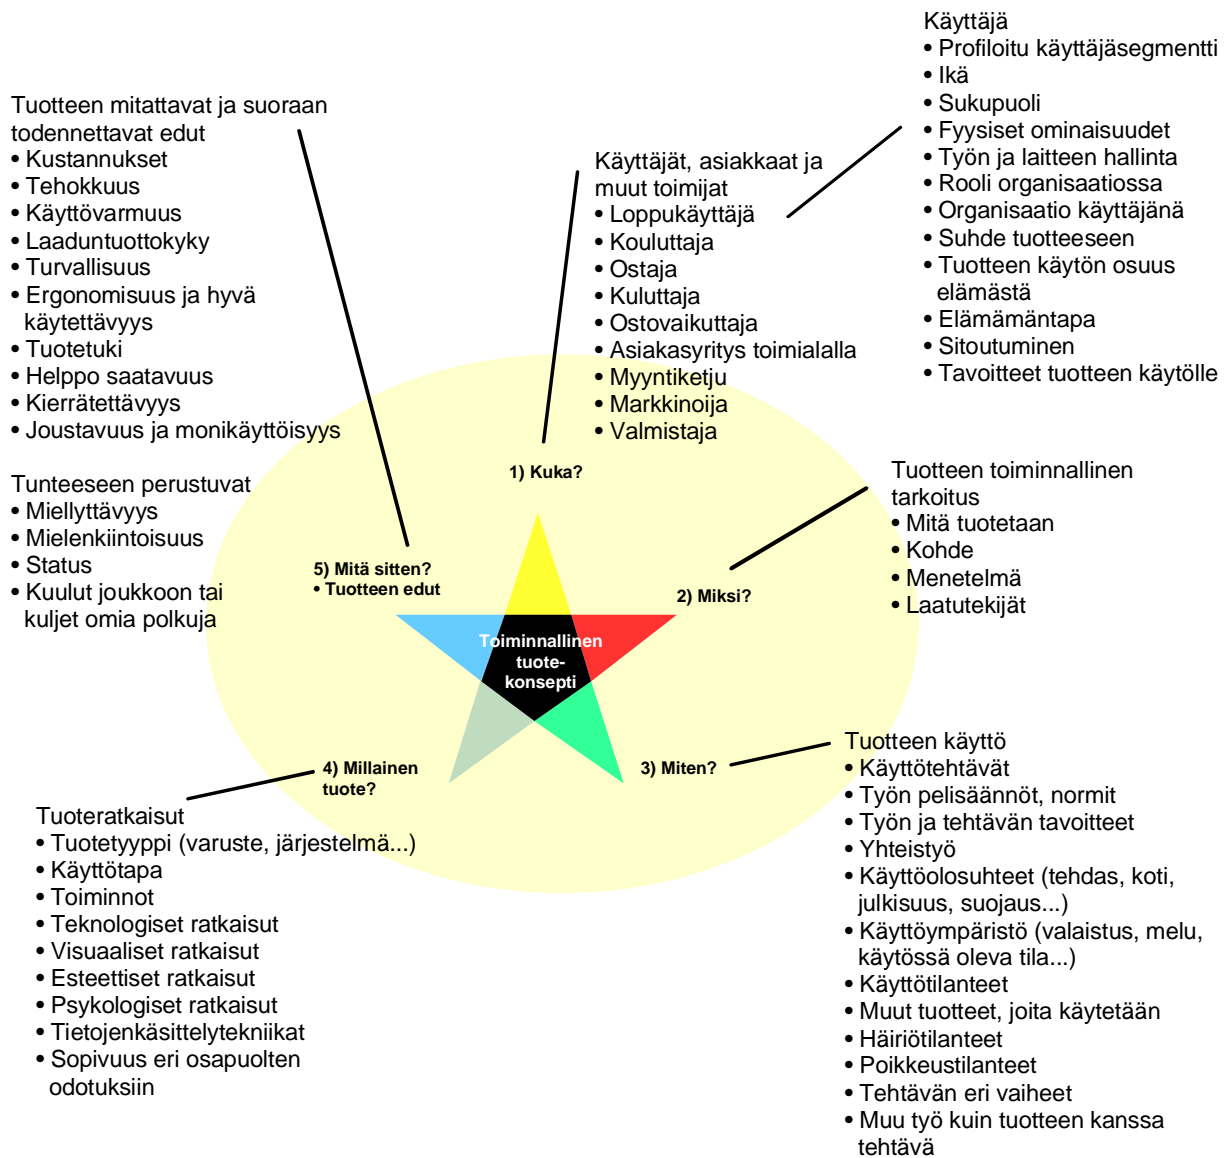 Käyttäjä
• Profiloitu käyttäjäsegmentti
• Ikä
• Sukupuoli
• Fyysiset ominaisuudet
• Työn ja laitteen hallinta
• Rooli organisaatiossa
• Organisaatio käyttäjänä
• Suhde tuotteeseen
• Tuotteen käytön osuus
elämästä
• Elämämäntapa
• Sitoutuminen
• Tavoitteet tuotteen käytölle
Tuotteen mitattavat ja suoraan
todennettavat edut
• Kustannukset
• Tehokkuus
• Käyttövarmuus
• Laaduntuottokyky
• Turvallisuus
• Ergonomisuus ja hyvä
käytettävyys
• Tuotetuki
• Helppo saatavuus
• Kierrätettävyys
• Joustavuus ja monikäyttöisyys
Käyttäjät, asiakkaat ja
muut toimijat
• Loppukäyttäjä
• Kouluttaja
• Ostaja
• Kuluttaja
• Ostovaikuttaja
• Asiakasyritys toimialalla
• Myyntiketju
• Markkinoija
• Valmistaja
Tunteeseen perustuvat
• Miellyttävyys
• Mielenkiintoisuus
• Status
• Kuulut joukkoon tai
kuljet omia polkuja
1) Kuka?
Tuotteen toiminnallinen
tarkoitus
• Mitä tuotetaan
• Kohde
• Menetelmä
• Laatutekijät
5) Mitä sitten?
• Tuotteen edut
2) Miksi?
Toiminnallinen
tuote-
konsepti
4) Millainen
tuote?
3) Miten?
Tuoteratkaisut
• Tuotetyyppi (varuste, järjestelmä...)
• Käyttötapa
• Toiminnot
• Teknologiset ratkaisut
• Visuaaliset ratkaisut
• Esteettiset ratkaisut
• Psykologiset ratkaisut
• Tietojenkäsittelytekniikat
• Sopivuus eri osapuolten
odotuksiin
Tuotteen käyttö
• Käyttötehtävät
• Työn pelisäännöt, normit
• Työn ja tehtävän tavoitteet
• Yhteistyö
• Käyttöolosuhteet (tehdas, koti,
julkisuus, suojaus...)
• Käyttöympäristö (valaistus, melu,
käytössä oleva tila...)
• Käyttötilanteet
• Muut tuotteet, joita käytetään
• Häiriötilanteet
• Poikkeustilanteet
• Tehtävän eri vaiheet
• Muu työ kuin tuotteen kanssa
tehtävä